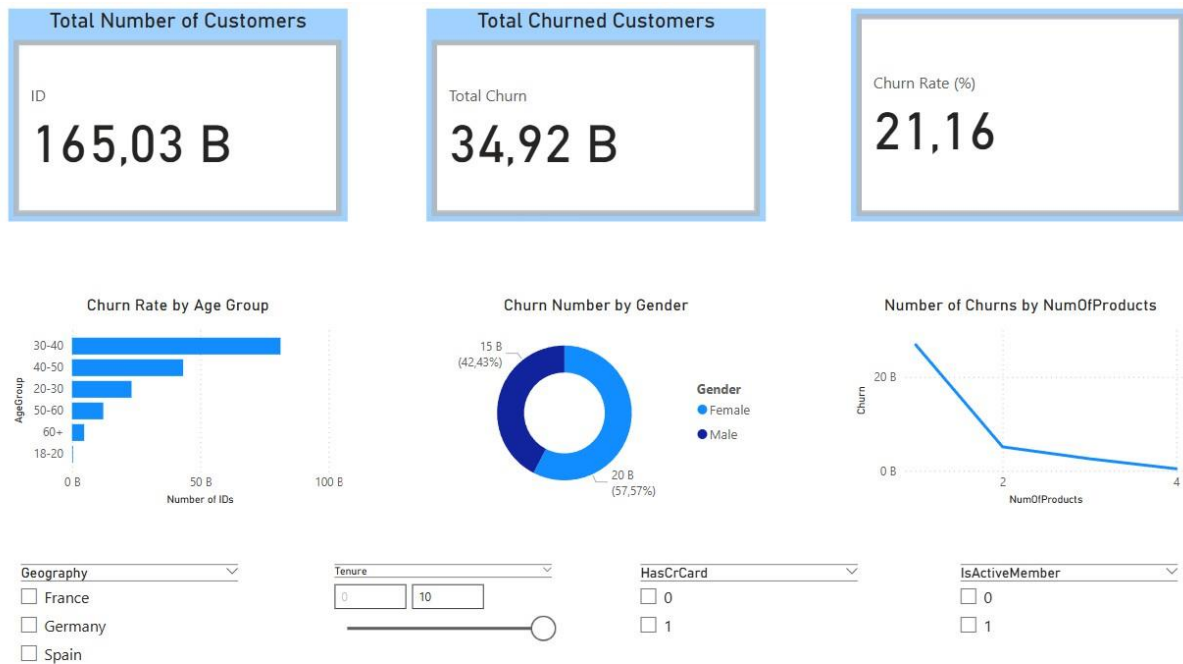 Total Number of Customers
ID
165,03 B
Total Churned Customers
Total Churn
34,92 B
Churn Rate (%)
21,16
Churn Rate by Age Group
AgeGroup
30-40
40-50
20-30
50-60
60+
18-20
0 B 50 B 100 B
Number of IDs
Churn Number by Gender
15 B
(42,43%)
20 B
(57,57%)
Gender
Female
Male
Number of Churns by NumOfProducts
Churn
20 B
0 B
2 4
NumOfProducts
Geography
France
Germany
Spain
Tenure
0 10
HasCrCard
0
1
IsActiveMember
0
1